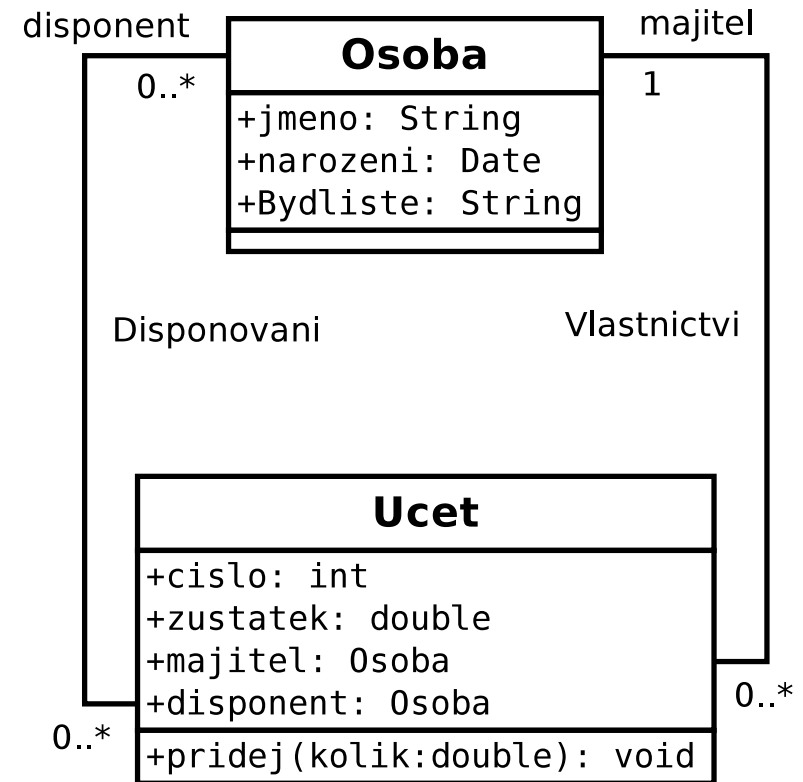 disponent
majitel
Osoba
0..*
1
+jmeno: String
+narozeni: Date
+Bydliste: String
Disponovani
Vlastnictvi
Ucet
+cislo: int
+zustatek: double
+majitel: Osoba
+disponent: Osoba
0..*
0..*
+pridej(kolik:double): void